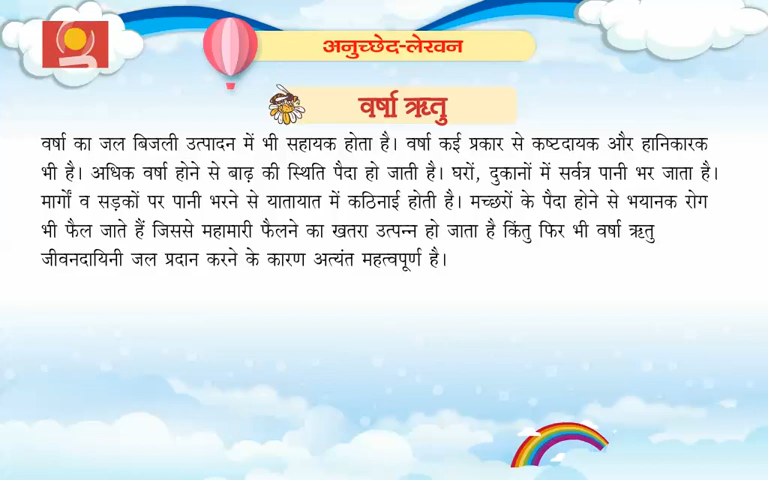 अनुच्छेद-लेखन
वर्षा ऋतु
वर्षा का जल बिजली उत्पादन में भी सहायक होता है। वर्षा कई प्रकार से कष्टदायक और हानिकारक
भी है। अधिक वर्षा होने से बाढ़ की स्थिति पैदा हो जाती है। घरों, दुकानों में सर्वत्र पानी भर जाता है।
मार्गों व सड़कों पर पानी भरने से यातायात में कठिनाई होती है। मच्छरों के पैदा होने से भयानक रोग
भी फैल जाते हैं जिससे महामारी फैलने का खतरा उत्पन्न हो जाता है किंतु फिर भी वर्षा ऋतु
जीवनदायिनी जल प्रदान करने के कारण अत्यंत महत्वपूर्ण है।